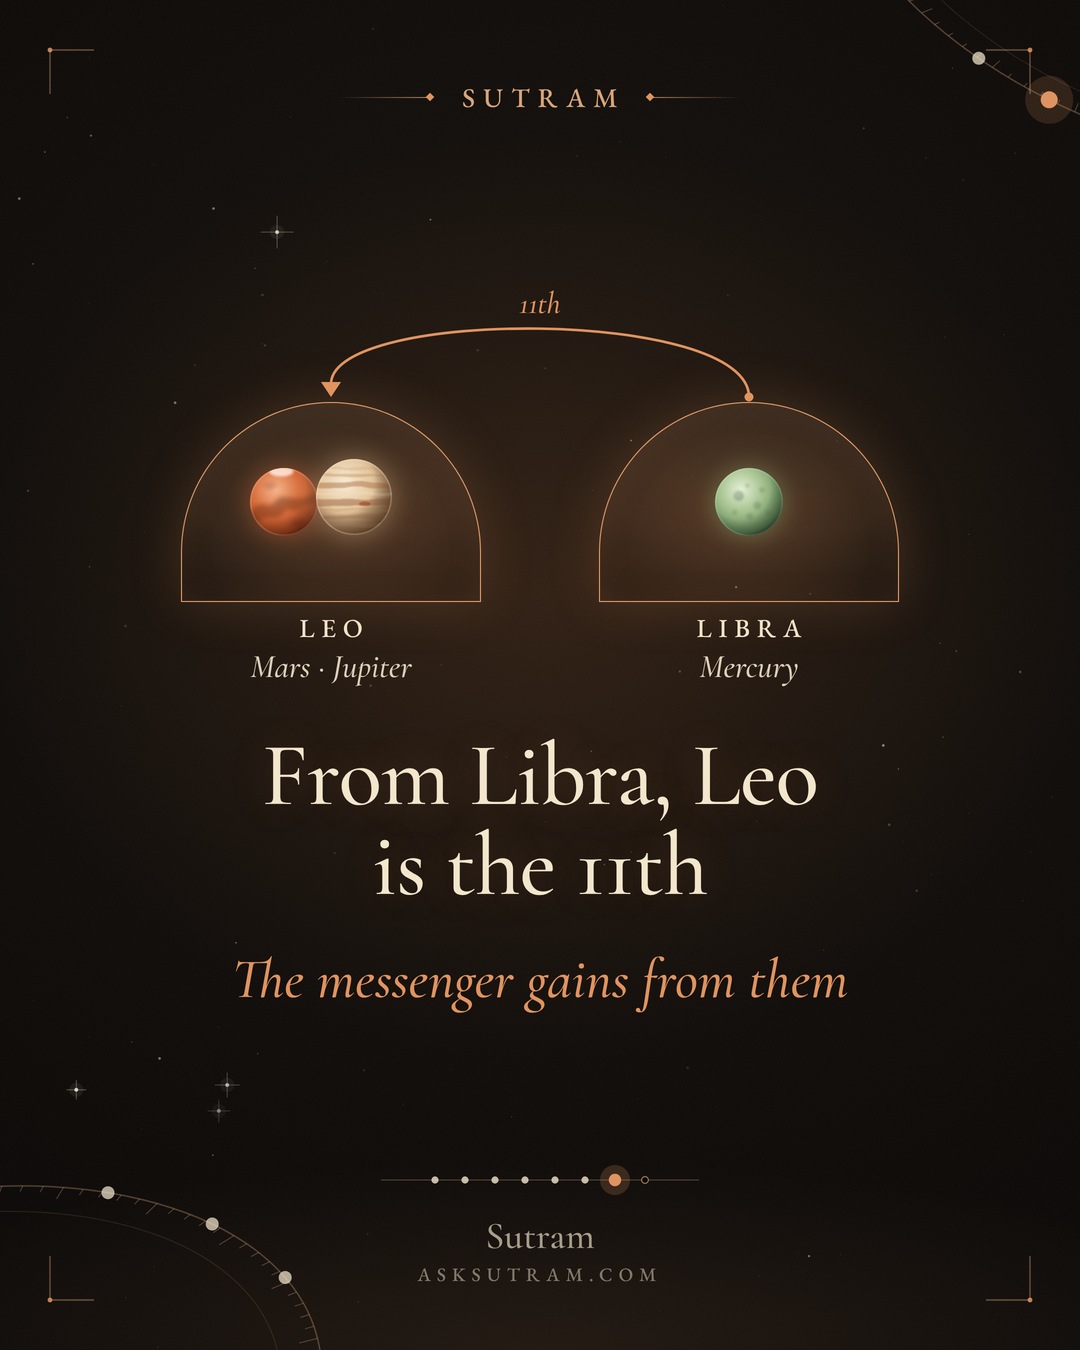 SUTRAM
11th
LEO
Mars · Jupiter
LIBRA
Mercury
From Libra, Leo
is the 11th
The messenger gains from them
Sutram
ASKSUTRAM.COM